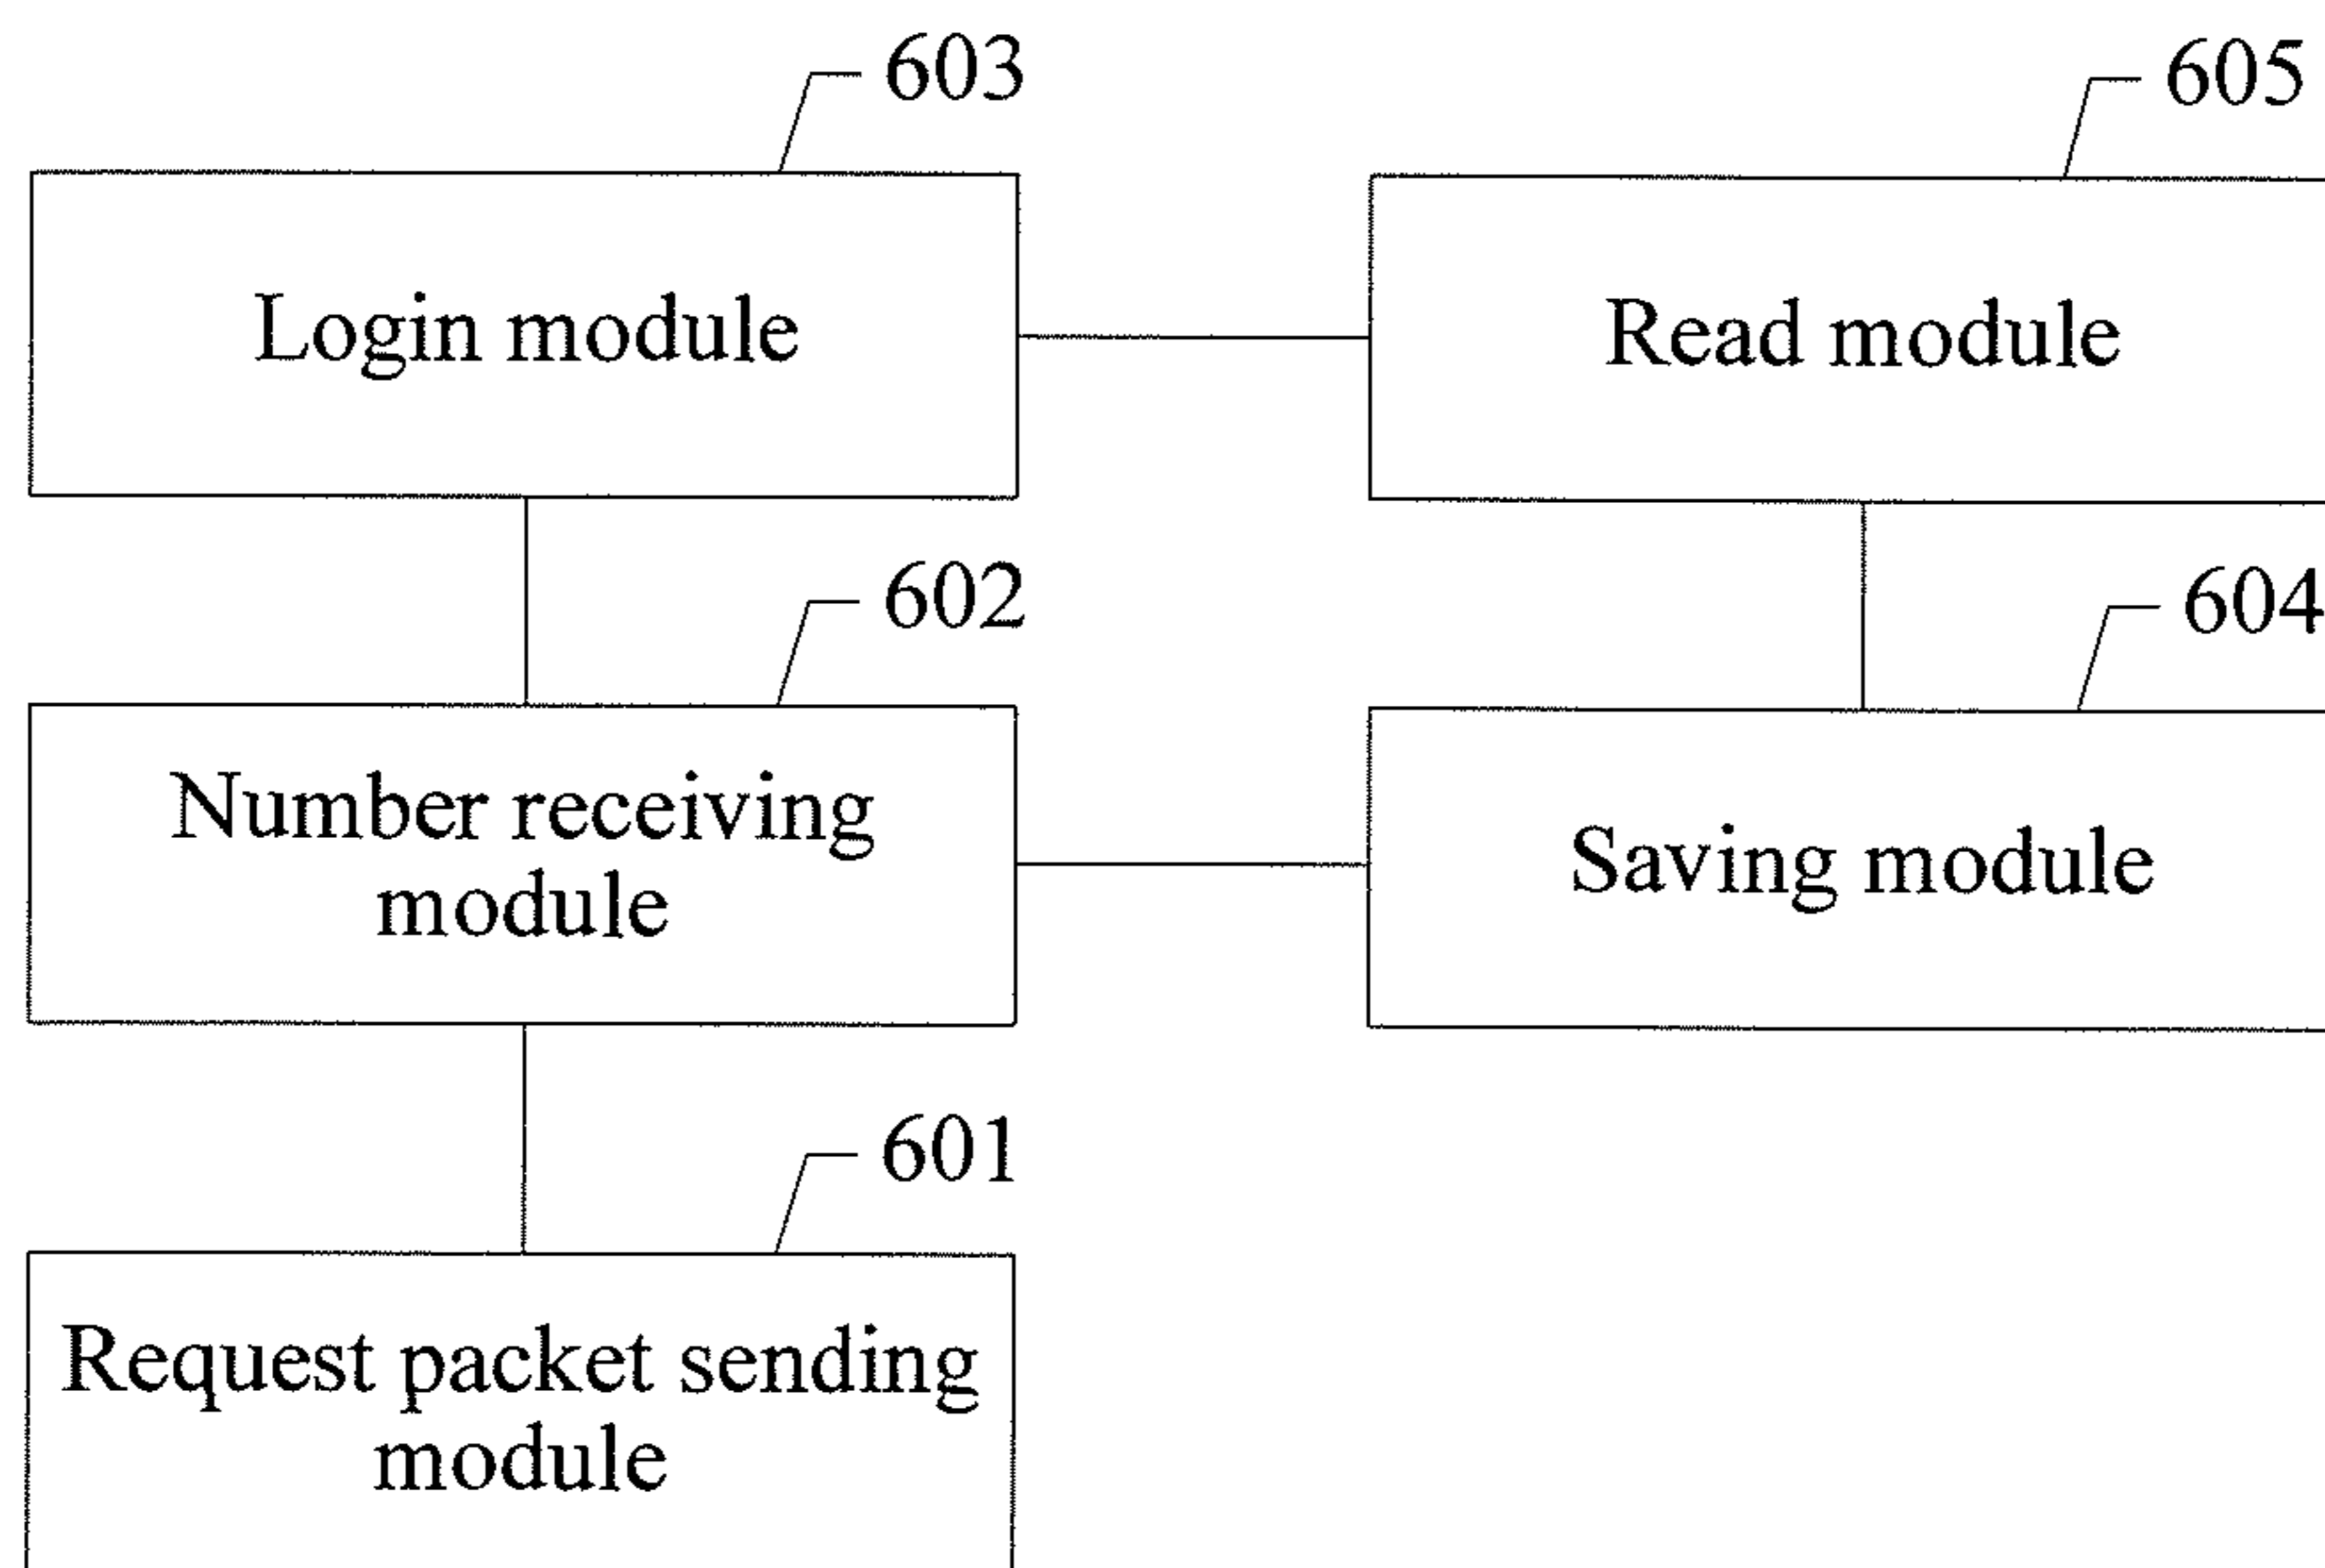 603
605
Login module
Read module
602
604
Number receiving
module
Saving module
601
Request packet sending
module